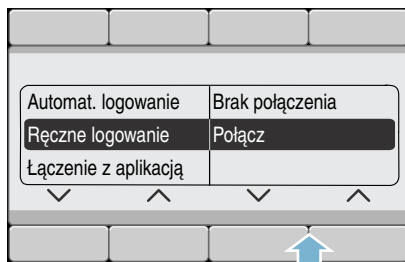 Automat. logowanie Brak połączenia
Ręczne logowanie Połącz
Łączenie z aplikacją